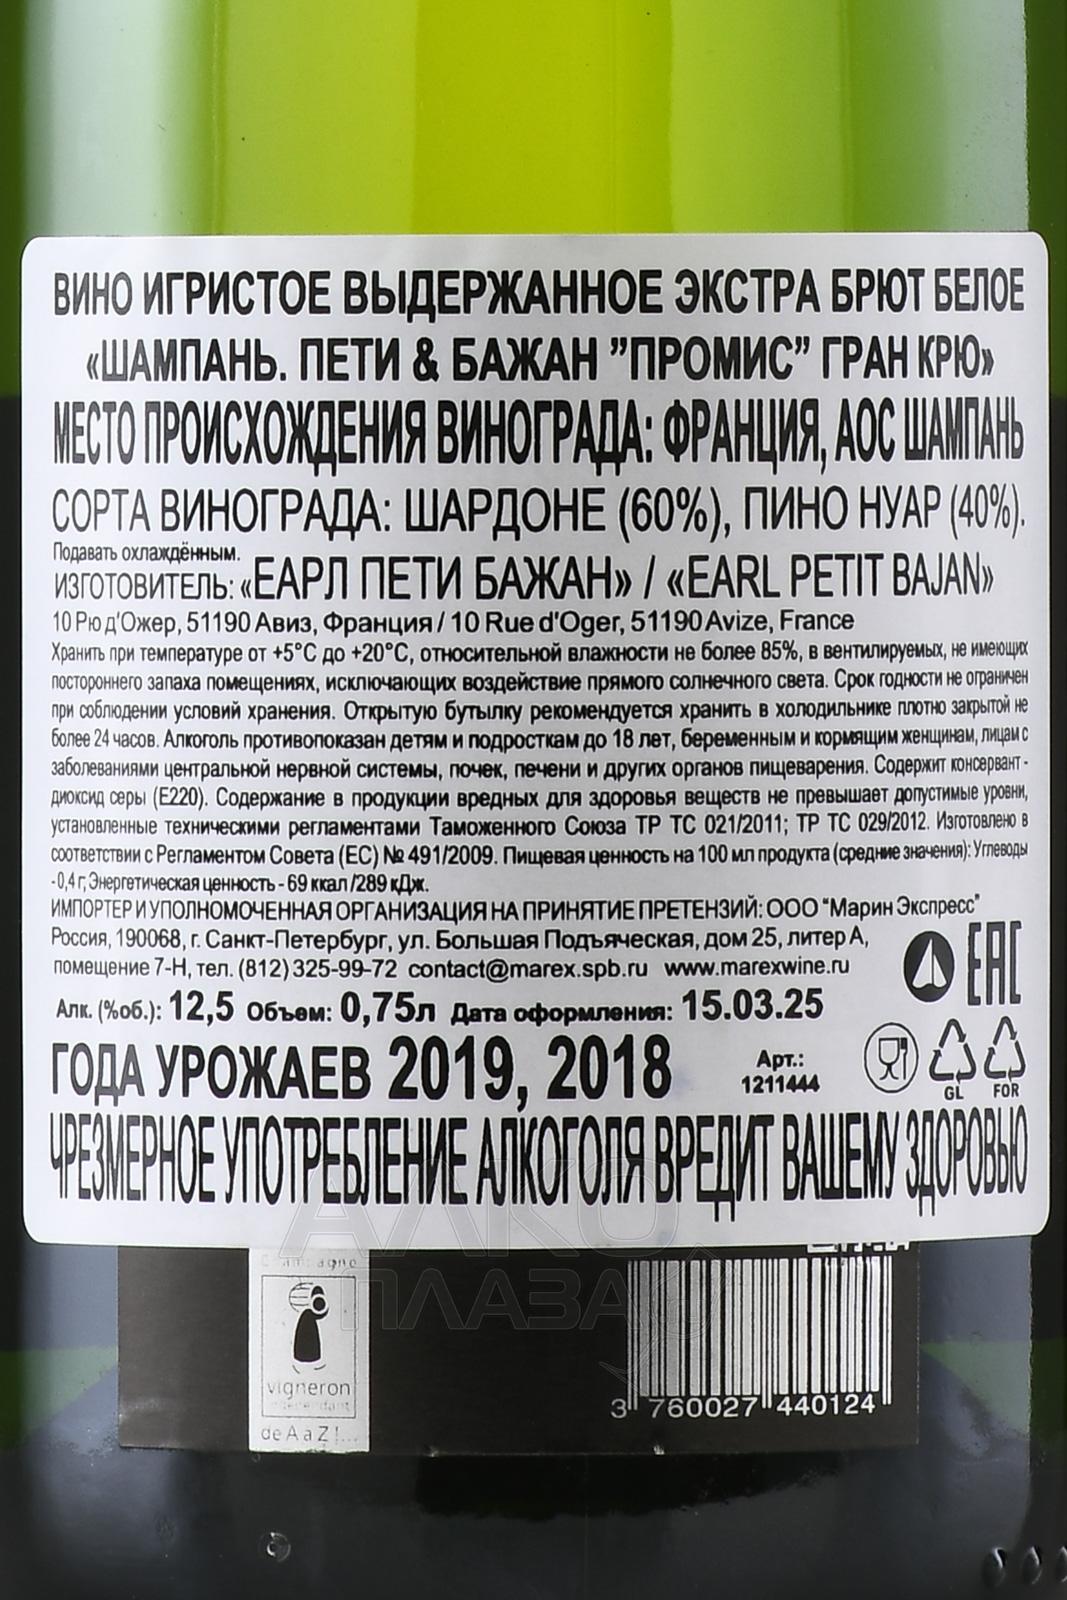 ВИНО ИГРИСТОЕ ВЫДЕРЖАННОЕ ЭКСТРА БРЮТ БЕЛОЕ
«ШАМПАНЬ. ПЕТИ & БАЖАН ”ПРОМИС” ГРАН КРЮ»
МЕСТО ПРОИСХОЖДЕНИЯ ВИНОГРАДА: ФРАНЦИЯ, АОС ШАМПАНЬ
СОРТА ВИНОГРАДА: ШАРДОНЕ (60%), ПИНО НУАР (40%).
Подавать охлаждённым.
ИЗГОТОВИТЕЛЬ: «ЕАРЛ ПЕТИ БАЖАН» / «EARL PETIT BAJAN»
10 Рю д'Ожер, 51190 Авиз, Франция / 10 Rue d'Oger, 51190 Avize, France
Хранить при температуре от +5°С до +20°С, относительной влажности не более 85%, в вентилируемых, не имеющих
постороннего запаха помещениях, исключающих воздействие прямого солнечного света. Срок годности не ограничен
при соблюдении условий хранения. Открытую бутылку рекомендуется хранить в холодильнике плотно закрытой не
более 24 часов. Алкоголь противопоказан детям и подросткам до 18 лет, беременным и кормящим женщинам, лицам с
заболеваниями центральной нервной системы, почек, печени и других органов пищеварения. Содержит консервант -
диоксид серы (E220). Содержание в продукции вредных для здоровья веществ не превышает допустимые уровни,
установленные техническими регламентами Таможенного Союза ТР ТС 021/2011; ТР ТС 029/2012. Изготовлено в
соответствии с Регламентом Совета (ЕС) № 491/2009. Пищевая ценность на 100 мл продукта (средние значения): Углеводы
- 0,4 г; Энергетическая ценность - 69 ккал /289 кДж.
ИМПОРТЕР И УПОЛНОМОЧЕННАЯ ОРГАНИЗАЦИЯ НА ПРИНЯТИЕ ПРЕТЕНЗИЙ: ООО "Марин Экспресс"
Россия, 190068, г. Санкт-Петербург, ул. Большая Подъяческая, дом 25, литер А,
помещение 7-Н, тел. (812) 325-99-72 contact@marex.spb.ru www.marexwine.ru
ЕАС
Алк. (%об.): 12,5 Объем: 0,75л Дата оформления: 15.03.25
ГОДА УРОЖАЕВ 2019, 2018
Арт.:
1211444
GL FOR
ЧРЕЗМЕРНОЕ УПОТРЕБЛЕНИЕ АЛКОГОЛЯ ВРЕДИТ ВАШЕМУ ЗДОРОВЬЮ
АЛКО
ПЛАЗА
Champagne
vigneron
indépendant
de A à Z !...
3 760027 440124